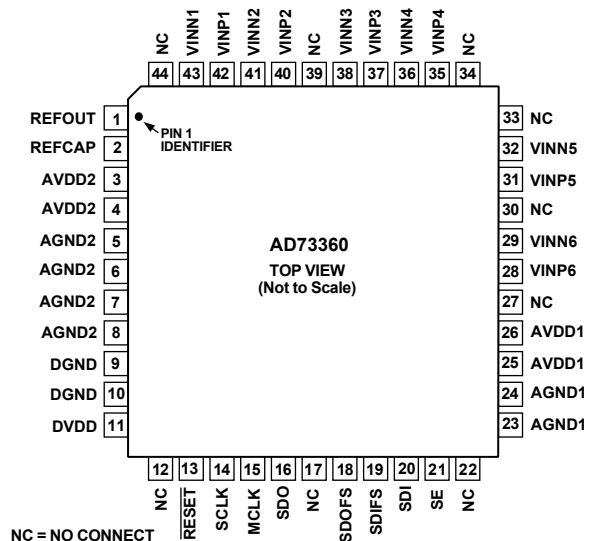 NC VINN1 VINP1 VINN2 VINP2 NC VINN3 VINP3 VINN4 VINP4 NC
44 43 42 41 40 39 38 37 36 35 34
REFOUT 1
REFCAP 2
AVDD2 3
AVDD2 4
AGND2 5
AGND2 6
AGND2 7
AGND2 8
DGND 9
DGND 10
DVDD 11
PIN 1
IDENTIFIER
AD73360
TOP VIEW
(Not to Scale)
33 NC
32 VINN5
31 VINP5
30 NC
29 VINN6
28 VINP6
27 NC
26 AVDD1
25 AVDD1
24 AGND1
23 AGND1
12 13 14 15 16 17 18 19 20 21 22
NC RESET SCLK MCLK SDO NC SDOFS SDIFS SDI SE NC
NC = NO CONNECT